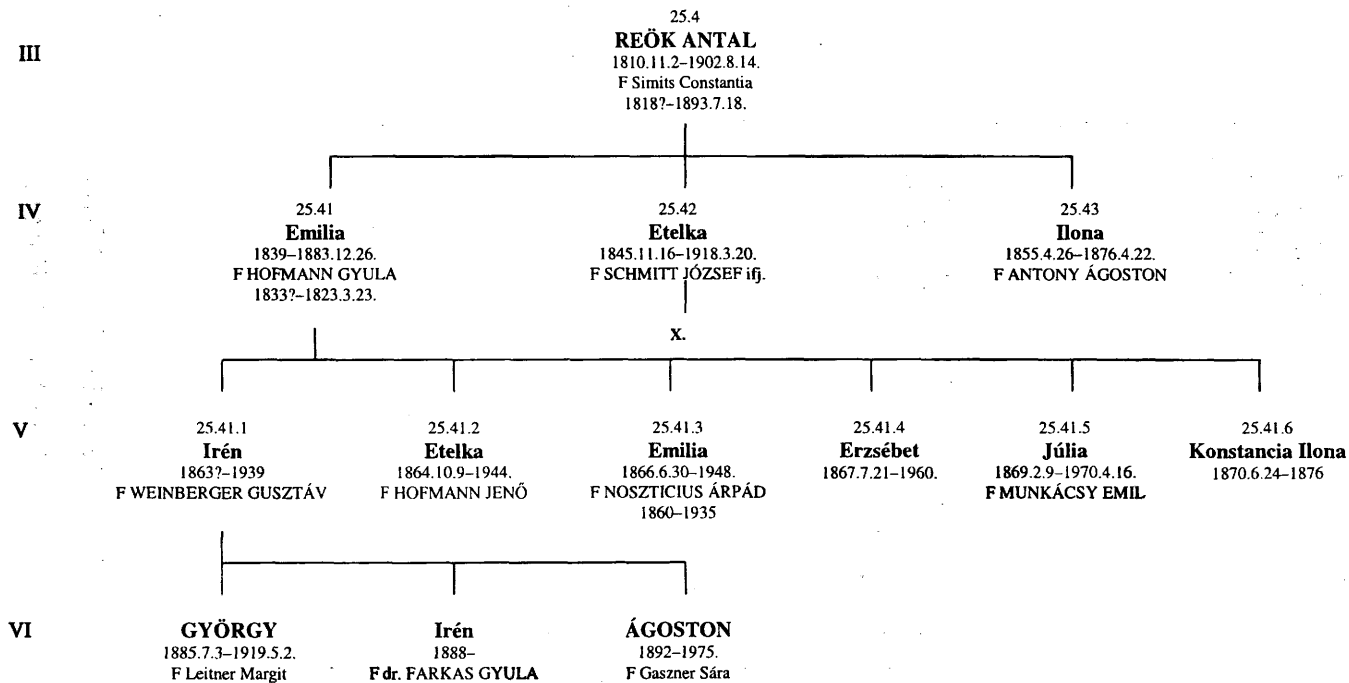 III
25.4
REÖK ANTAL
1810.11.2–1902.8.14.
F Simits Constantia
1818?–1893.7.18.
IV
25.41
Emilia
1839–1883.12.26.
F HOFMANN GYULA
1833?–1823.3.23.
25.42
Etelka
1845.11.16–1918.3.20.
F SCHMITT JÓZSEF ifj.
X.
25.43
Ilona
1855.4.26–1876.4.22.
F ANTONY ÁGOSTON
V
25.41.1
Irén
1863?–1939
F WEINBERGER GUSZTÁV
25.41.2
Etelka
1864.10.9–1944.
F HOFMANN JENŐ
25.41.3
Emilia
1866.6.30–1948.
F NOSZTICIUS ÁRPÁD
1860–1935
25.41.4
Erzsébet
1867.7.21–1960.
25.41.5
Júlia
1869.2.9–1970.4.16.
F MUNKÁCSY EMIL
25.41.6
Konstancia Ilona
1870.6.24–1876
VI
GYÖRGY
1885.7.3–1919.5.2.
F Leitner Margit
Irén
1888–
F dr. FARKAS GYULA
ÁGOSTON
1892–1975.
F Gaszner Sára